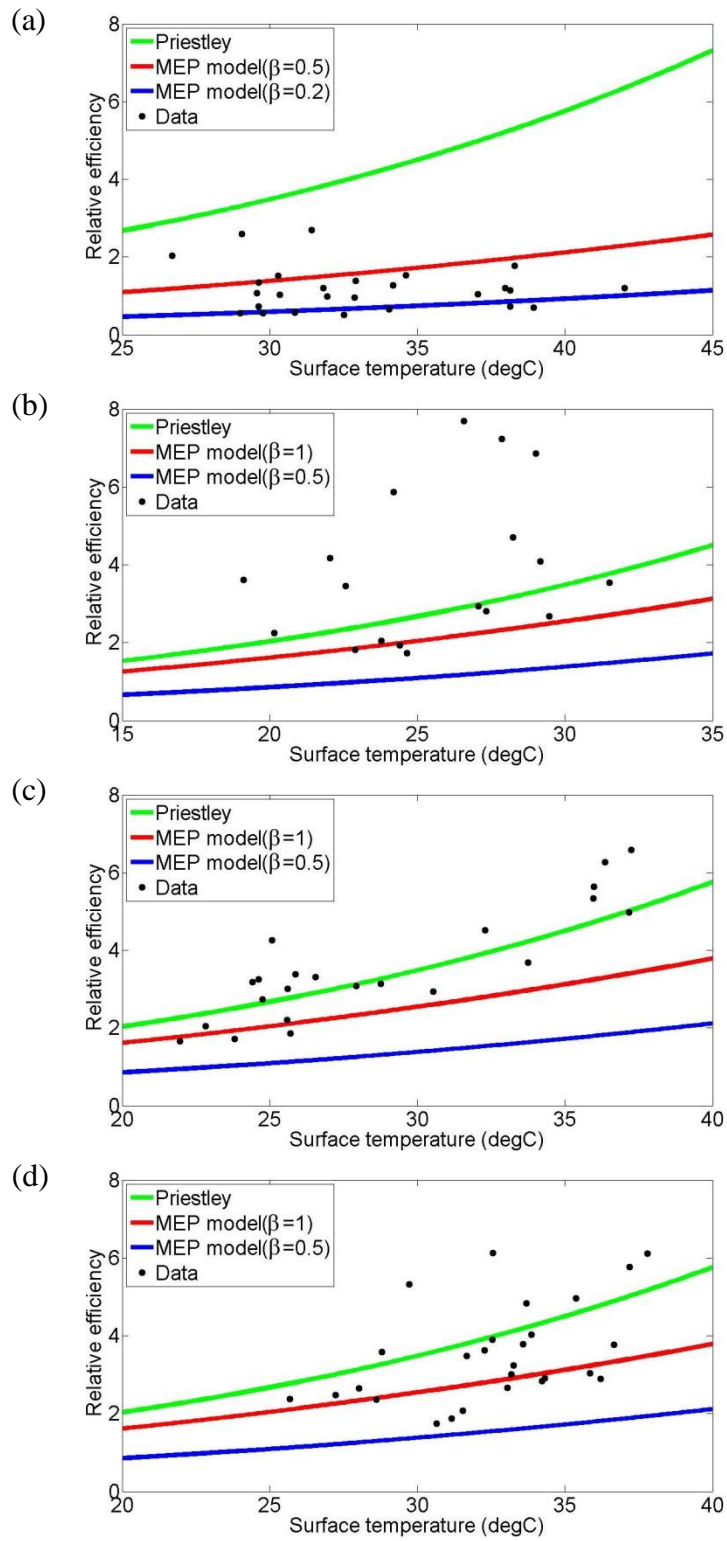 (a)
8
6
4
2
0
Relative efficiency
Priestley
MEP model(β=0.5)
MEP model(β=0.2)
Data
25 30 35 40 45
Surface temperature (degC)
(b)
8
6
4
2
0
Relative efficiency
Priestley
MEP model(β=1)
MEP model(β=0.5)
Data
15 20 25 30 35
Surface temperature (degC)
(c)
8
6
4
2
0
Relative efficiency
Priestley
MEP model(β=1)
MEP model(β=0.5)
Data
20 25 30 35 40
Surface temperature (degC)
(d)
8
6
4
2
0
Relative efficiency
Priestley
MEP model(β=1)
MEP model(β=0.5)
Data
20 25 30 35 40
Surface temperature (degC)